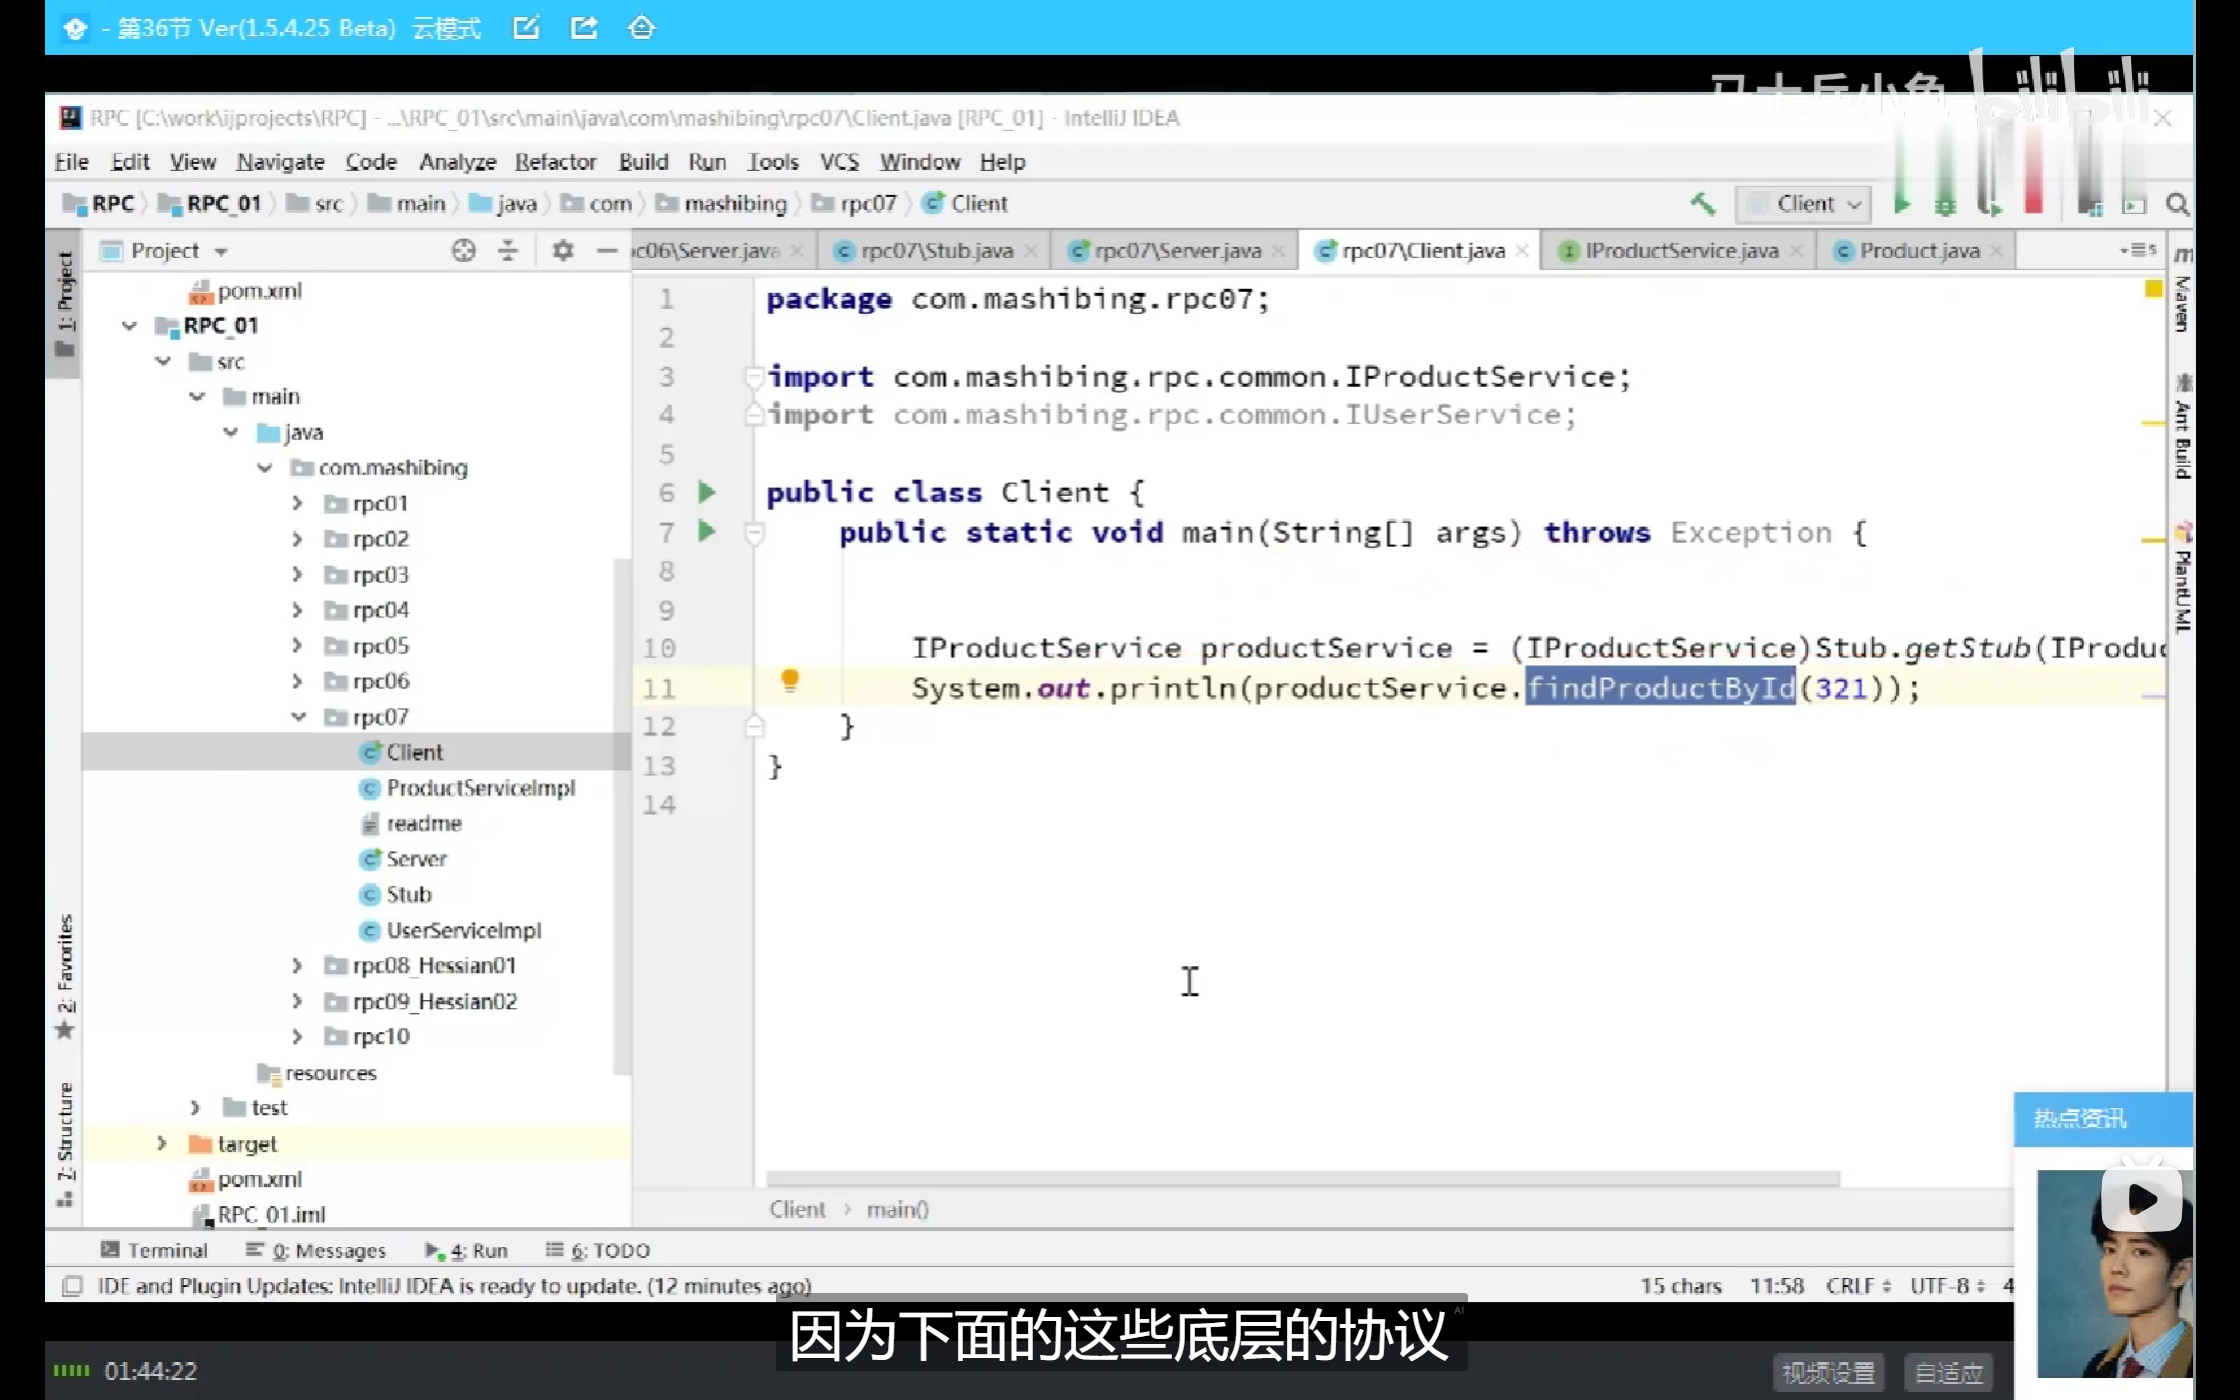 - 第36节 Ver(1.5.4.25 Beta) 云模式
马士兵小鱼 bilibili
RPC [C:\work\ijprojects\RPC] - ...\RPC_01\src\main\java\com\mashibing\rpc07\Client.java [RPC_01] - IntelliJ IDEA
File Edit View Navigate Code Analyze Refactor Build Run Tools VCS Window Help
RPC RPC_01 src main java com mashibing rpc07 Client
Client
Project
c06\Server.java rpc07\Stub.java rpc07\Server.java rpc07\Client.java IProductService.java Product.java
5
1: Project
2: Favorites
7: Structure
pom.xml
RPC_01
src
main
java
com.mashibing
rpc01
rpc02
rpc03
rpc04
rpc05
rpc06
rpc07
Client
ProductServiceImpl
readme
Server
Stub
UserServiceImpl
rpc08_Hessian01
rpc09_Hessian02
rpc10
resources
test
target
pom.xml
RPC_01.iml
1 package com.mashibing.rpc07;
2
3 import com.mashibing.rpc.common.IProductService;
4 import com.mashibing.rpc.common.IUserService;
5
6 public class Client {
7 public static void main(String[] args) throws Exception {
8
9
10 IProductService productService = (IProductService)Stub.getStub(IProduc
11 System.out.println(productService.findProductById(321));
12 }
13 }
14
m Maven
Ant Build
PlantUML
Client › main()
Terminal 0: Messages 4: Run 6: TODO
IDE and Plugin Updates: IntelliJ IDEA is ready to update. (12 minutes ago)
15 chars 11:58 CRLF UTF-8 4
热点资讯
因为下面的这些底层的协议
AI
01:44:22
视频设置 自适应